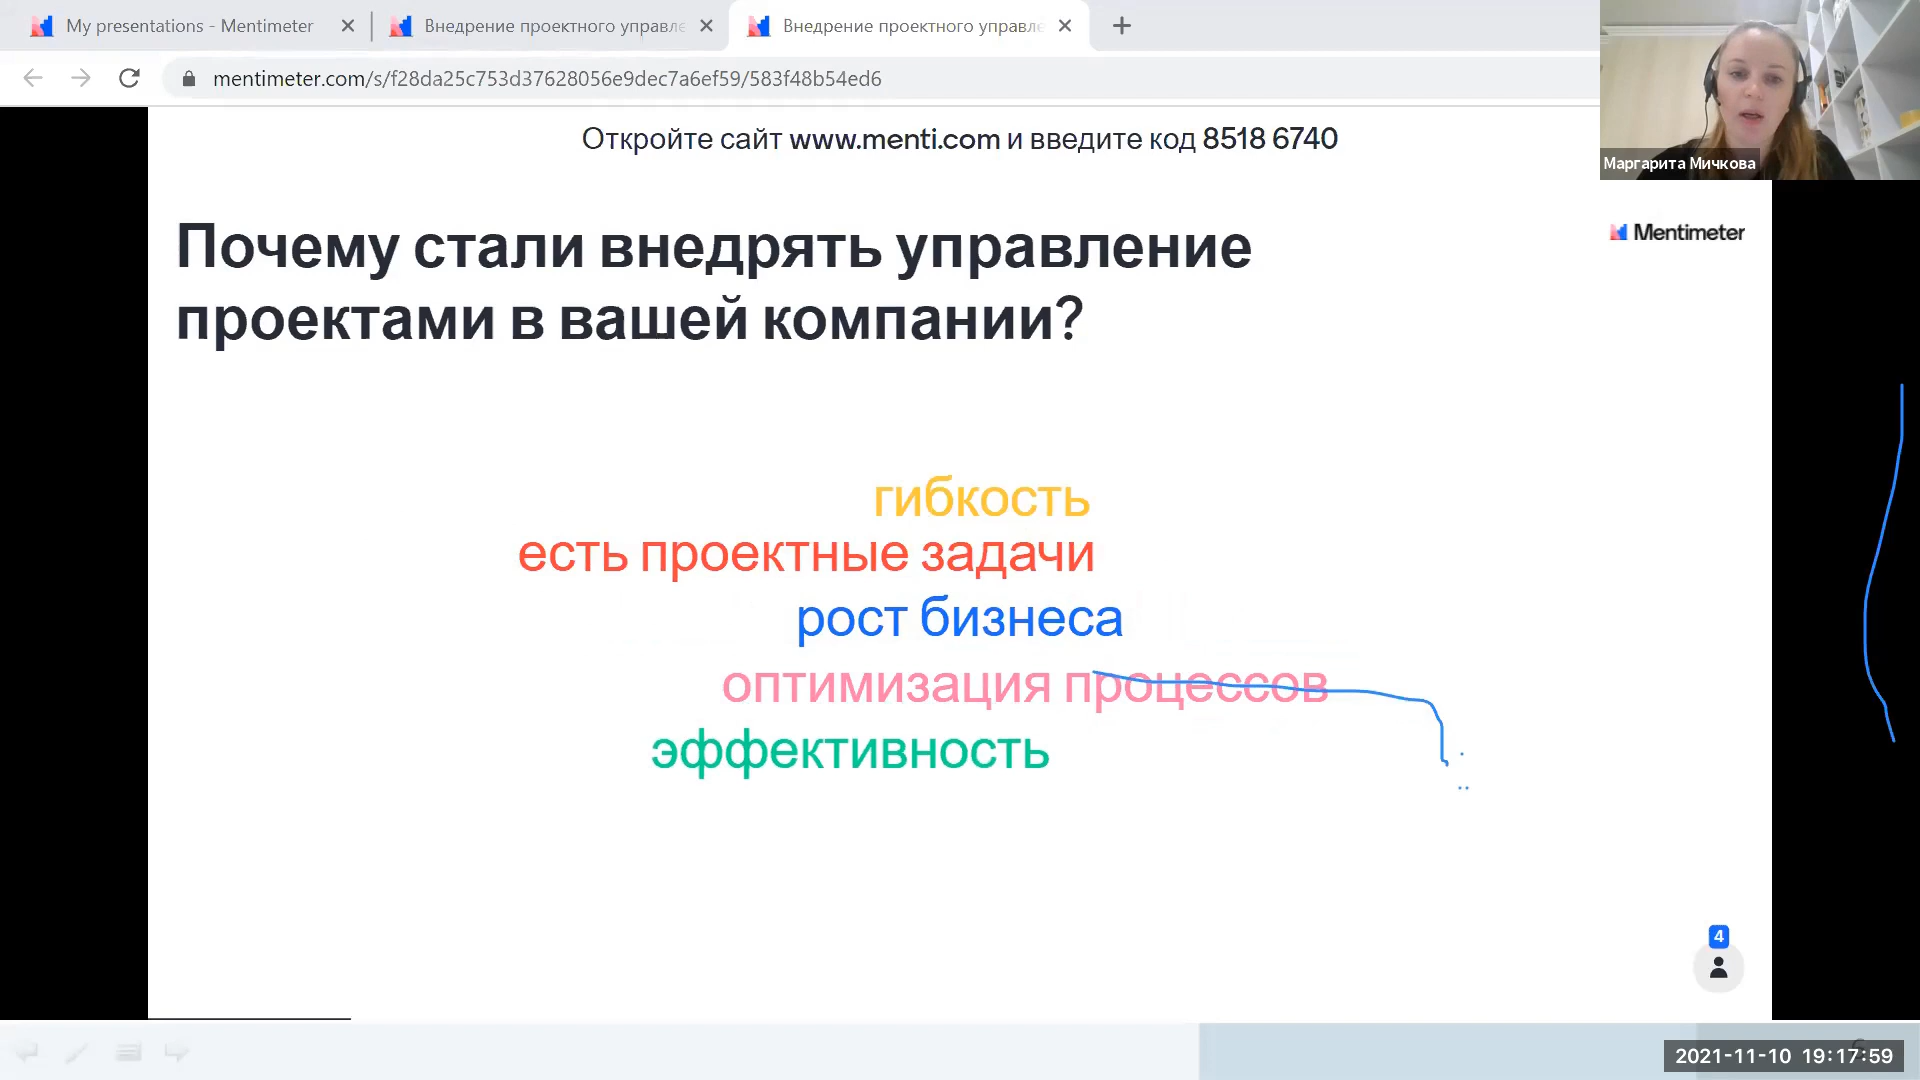 My presentations - Mentimeter
Внедрение проектного управле
Внедрение проектного управле
mentimeter.com/s/f28da25c753d37628056e9dec7a6ef59/583f48b54ed6
Маргарита Мичкова
Откройте сайт www.menti.com и введите код 8518 6740
Mentimeter
Почему стали внедрять управление
проектами в вашей компании?
гибкость
есть проектные задачи
рост бизнеса
оптимизация процессов
эффективность
4
2021-11-10 19:17:59